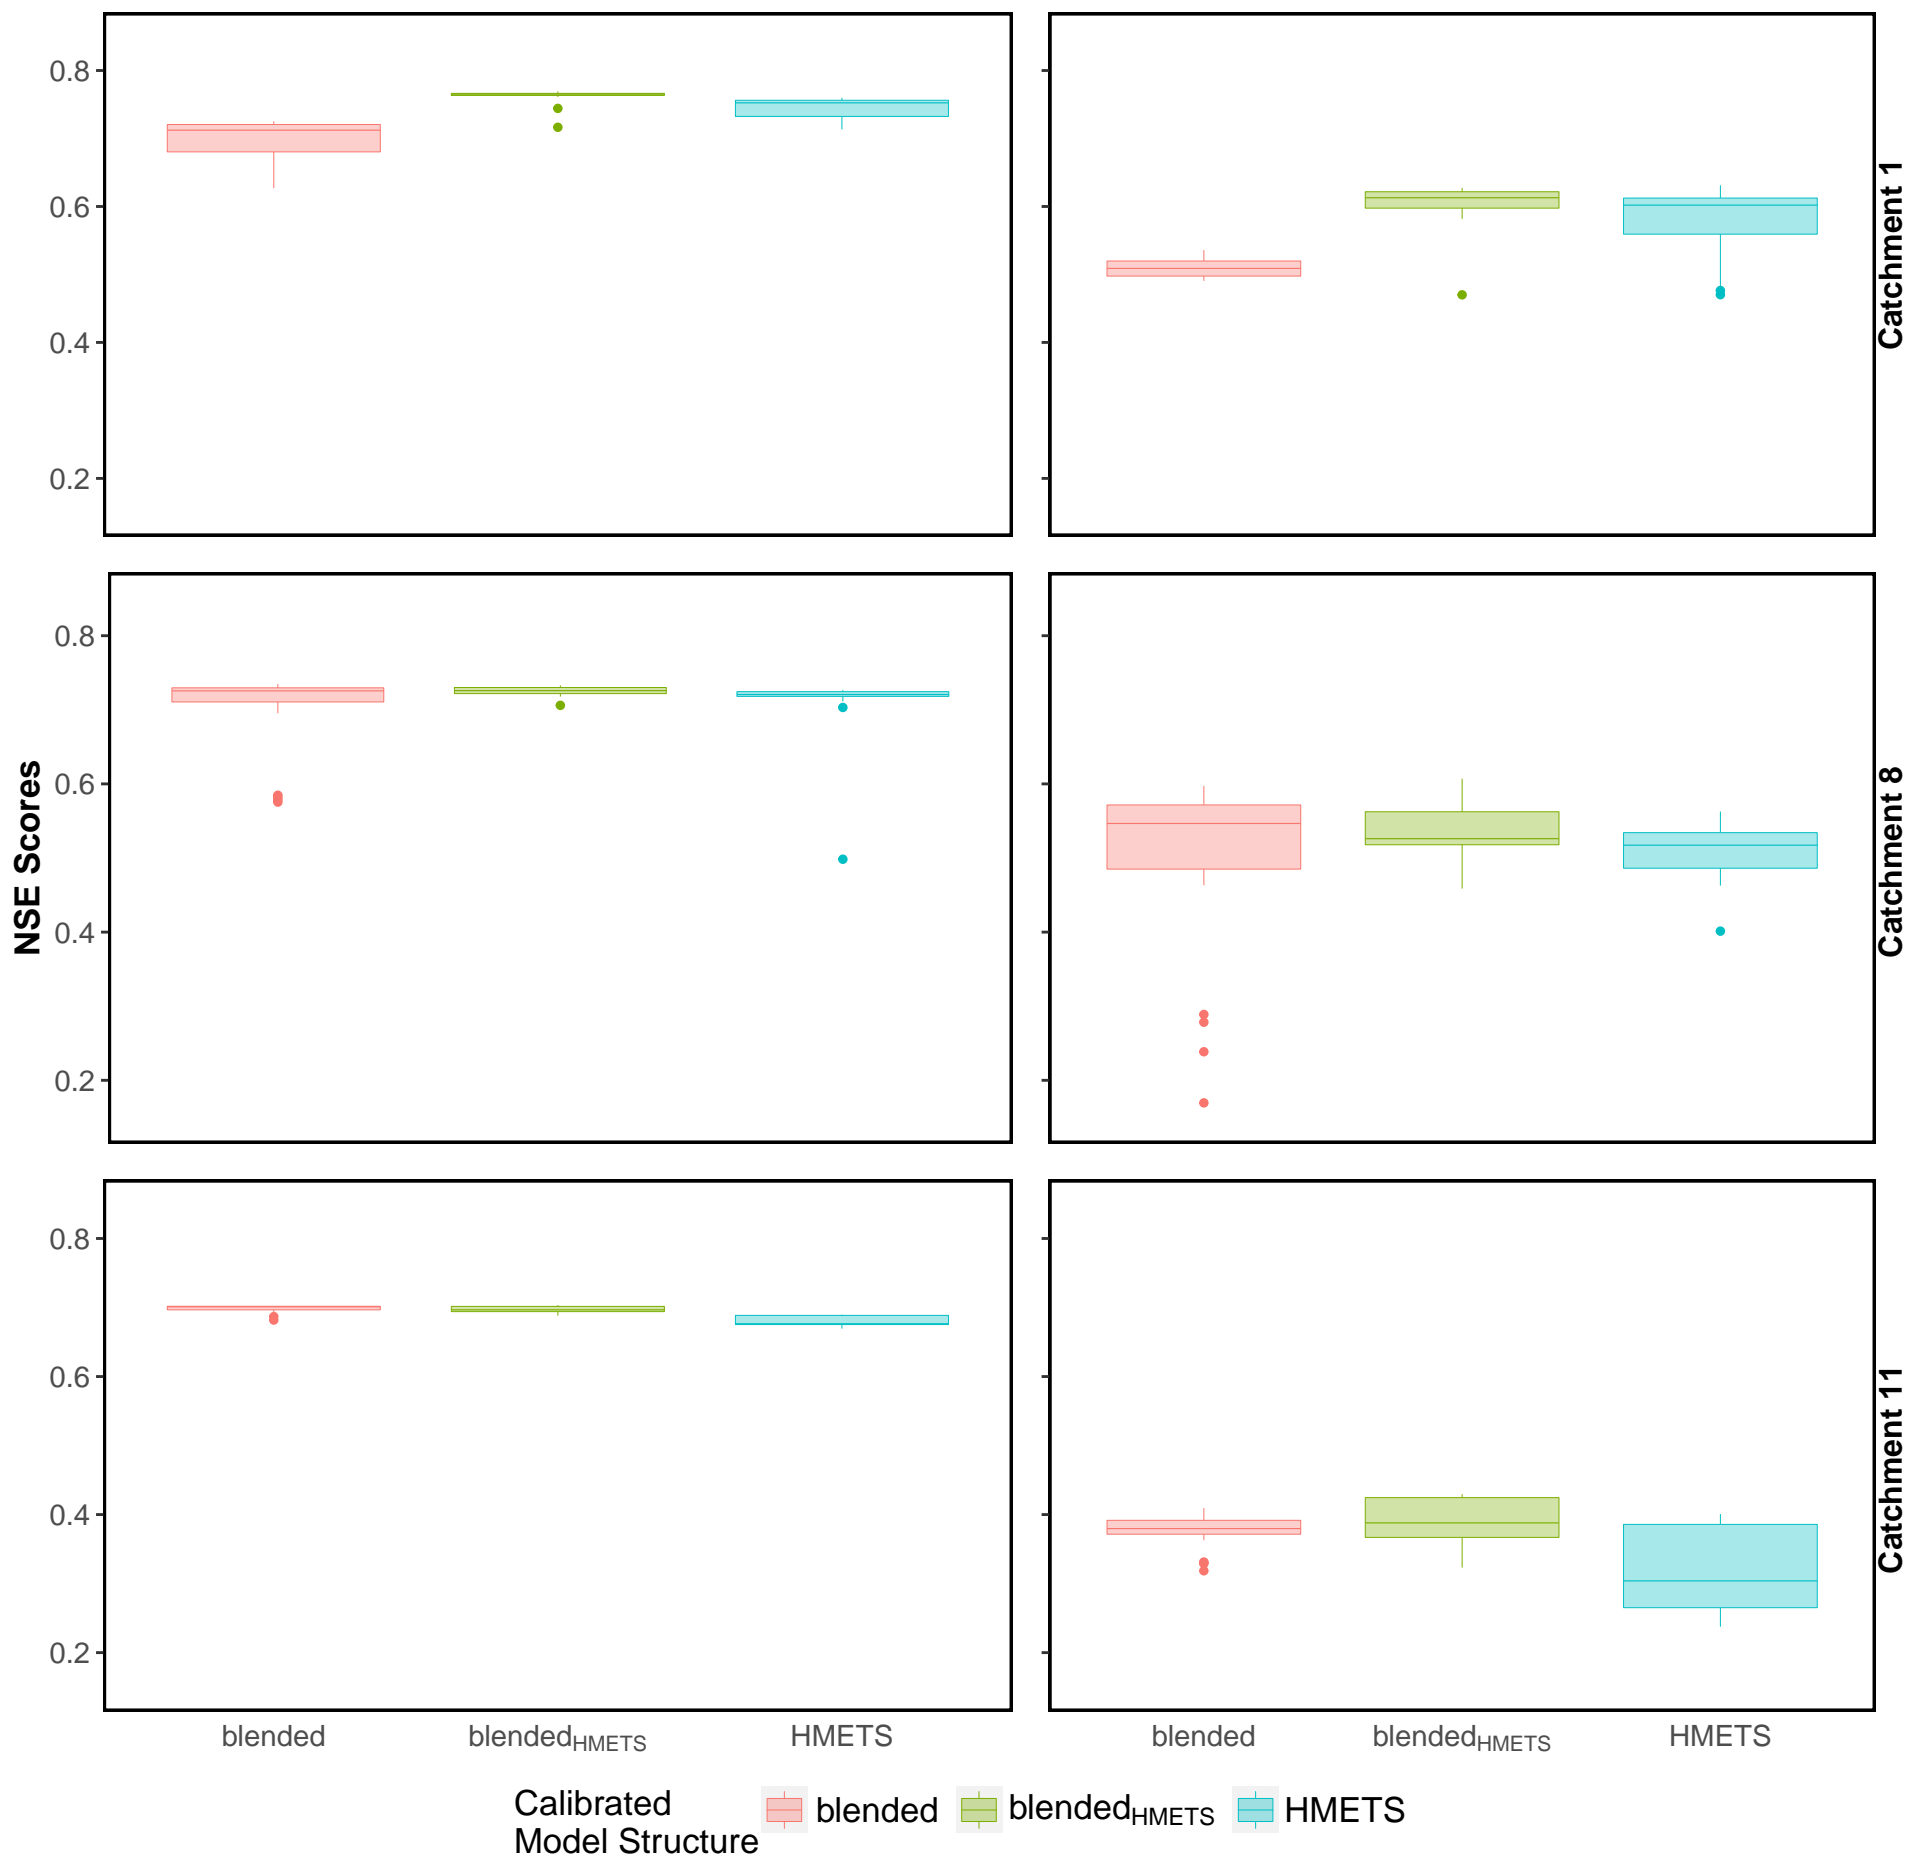 0.8
0.6
0.4
0.2
Catchment 1
NSE Scores
0.8
0.6
0.4
0.2
Catchment 8
0.8
0.6
0.4
0.2
Catchment 11
blended blendedHMETS HMETS blended blendedHMETS HMETS
Calibrated
Model Structure
blended blendedHMETS HMETS